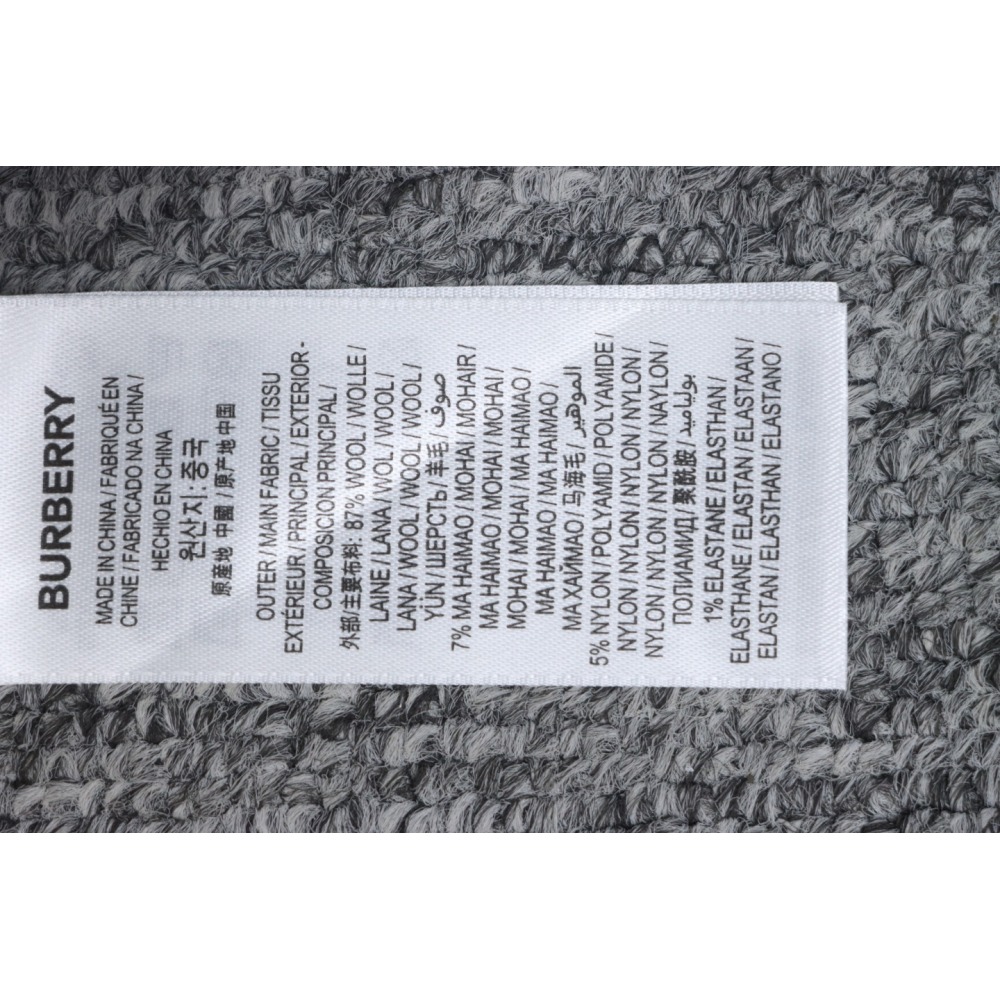 BURBERRY
MADE IN CHINA / FABRIQUÉ EN
CHINE / FABRICADO NA CHINA /
HECHO EN CHINA
원산지: 중국
原産地 中國 / 原产地 中国
OUTER / MAIN FABRIC / TISSU
EXTÉRIEUR / PRINCIPAL / EXTERIOR -
COMPOSICION PRINCIPAL /
外部/主要布料: 87% WOOL / WOLLE /
LAINE / LANA / WOL / WOOL /
LANA / WOOL / WOOL / WOOL /
ÝÜN / ШЕРСТЬ / 羊毛 / صوف
7% MA HAIMAO / MOHAIR /
MA HAIMAO / MOHAI / MOHAI /
MOHAI / MOHAI / MA HAIMAO /
MA HAIMAO / MA HAIMAO /
МА ХАЙМАО / 马海毛 / الموهير
5% NYLON / POLYAMID / POLYAMIDE /
NYLON / NYLON / NYLON / NYLON /
NYLON / NYLON / NAYLON /
ПОЛИАМИД / 聚酰胺 / بولياميد
1% ELASTANE / ELASTHAN /
ELASTHANE / ELASTAN / ELASTAAN /
ELASTAN / ELASTHAN / ELASTANO /